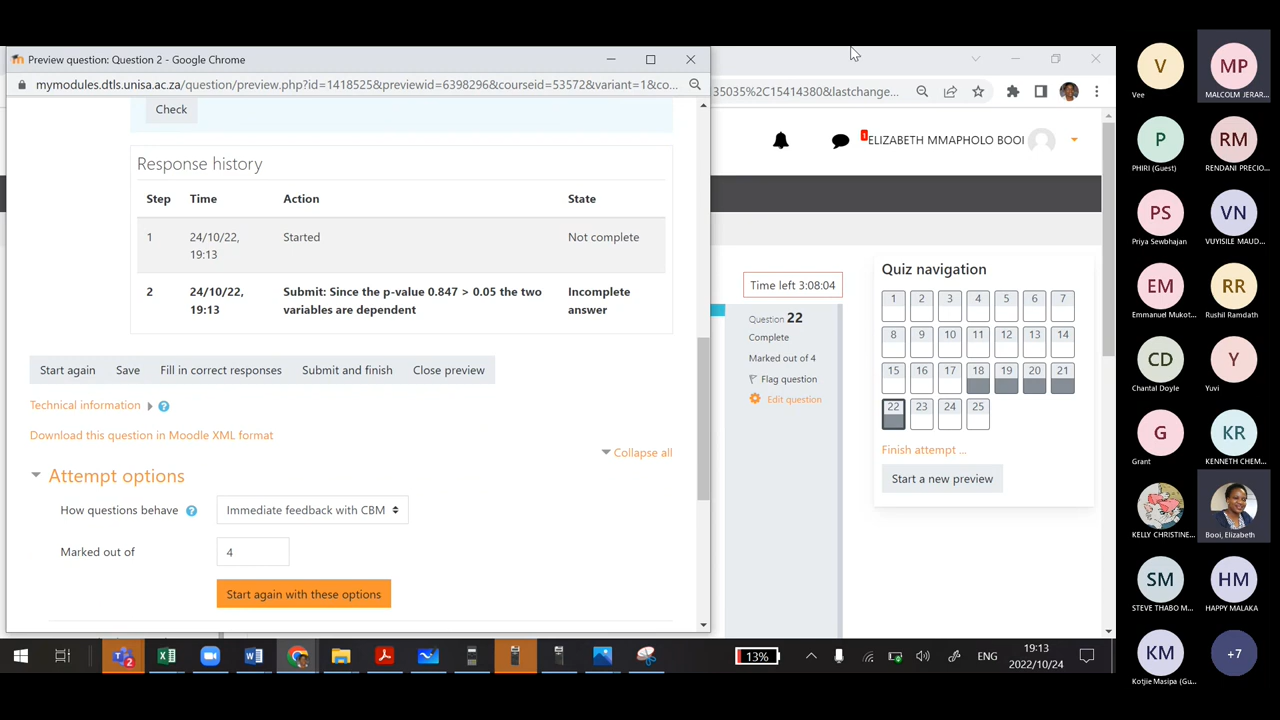 Preview question: Question 2 - Google Chrome
mymodules.dtls.unisa.ac.za/question/preview.php?id=1418525&previewid=6398296&courseid=53572&variant=1&co...
35035%2C15414380&lastchange...
Check
Response history
Step Time Action State
1 24/10/22, Started Not complete
19:13
2 24/10/22, Submit: Since the p-value 0.847 > 0.05 the two Incomplete
19:13 variables are dependent answer
Start again Save Fill in correct responses Submit and finish Close preview
Technical information
Download this question in Moodle XML format
Collapse all
Attempt options
How questions behave Immediate feedback with CBM
Marked out of 4
Start again with these options
1 ELIZABETH MMAPHOLO BOOI
Time left 3:08:04
Question 22
Complete
Marked out of 4
Flag question
Edit question
Quiz navigation
1 2 3 4 5 6 7
8 9 10 11 12 13 14
15 16 17 18 19 20 21
22 23 24 25
Finish attempt ...
Start a new preview
V MP
Vee MALCOLM JERAR...
P RM
PHIRI (Guest) RENDANI PRECIO...
PS VN
Priya Sewbhajan VUYISILE MAUD...
EM RR
Emmanuel Mukot... Rushil Ramdath
CD Y
Chantal Doyle Yuvi
G KR
Grant KENNETH CHEM...
KELLY CHRISTINE... Booi, Elizabeth
SM HM
STEVE THABO M... HAPPY MALAKA
KM +7
Kotjie Masipa (Gu...
2 13% ENG 19:13
2022/10/24